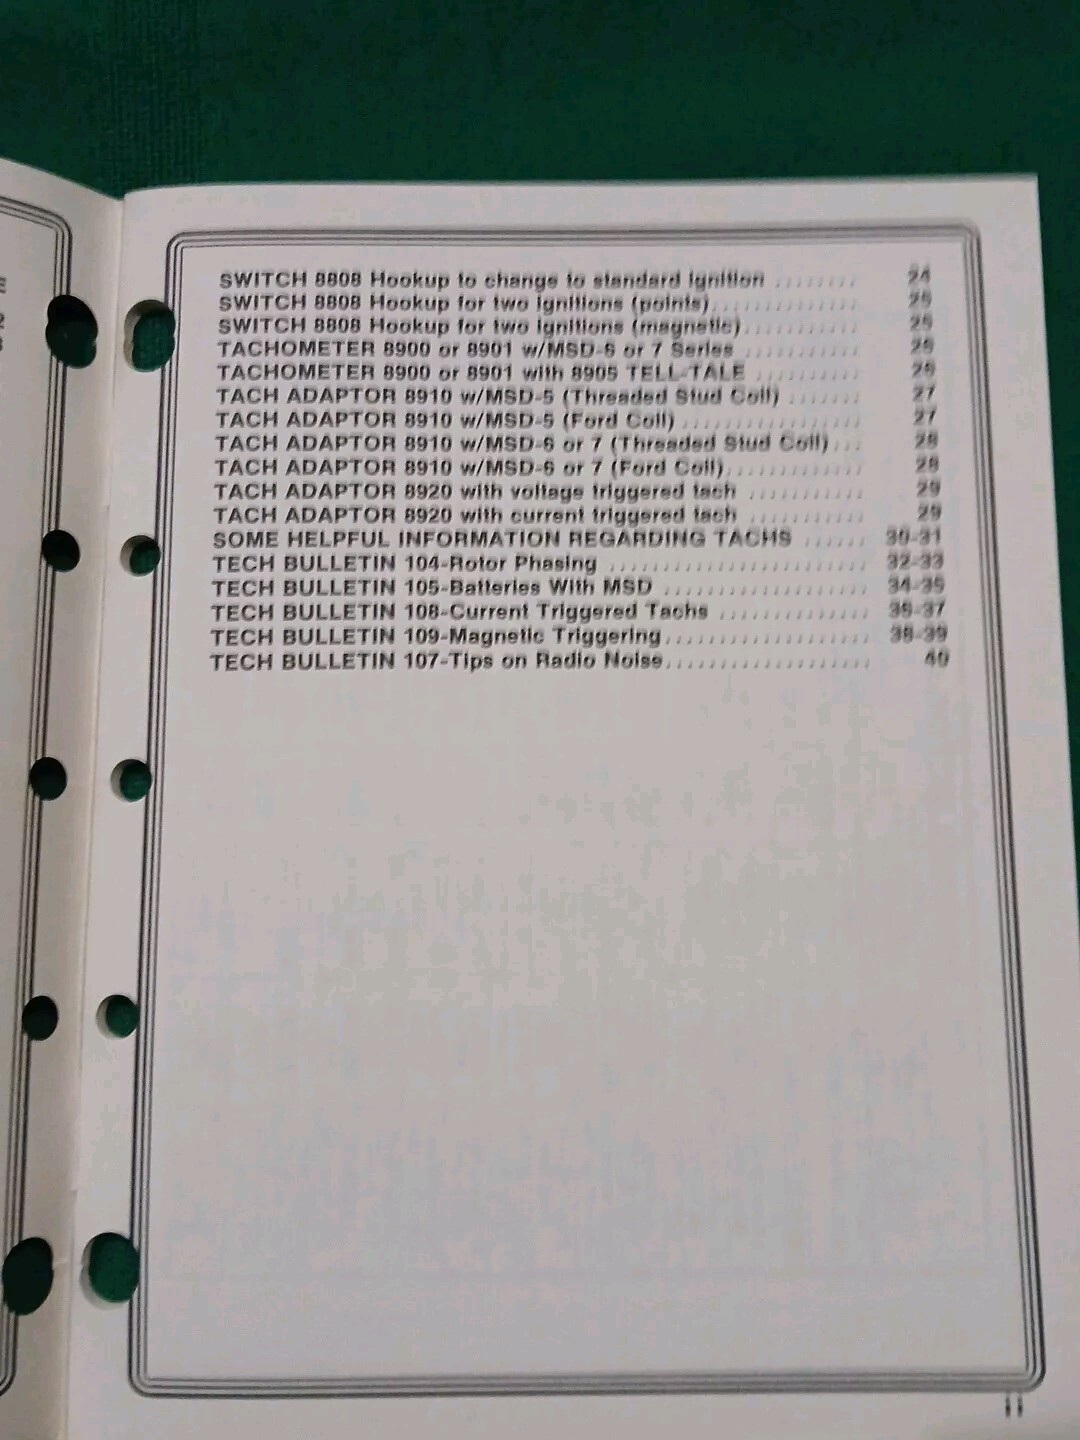 SWITCH 8808 Hookup to change to standard ignition ........ 24
SWITCH 8808 Hookup for two ignitions (points)............ 25
SWITCH 8808 Hookup for two ignitions (magnetic).......... 25
TACHOMETER 8900 or 8901 w/MSD-6 or 7 Series ...........
TACHOMETER 8900 or 8901 with 8905 TELL-TALE ..........
TACH ADAPTOR 8910 w/MSD-5 (Threaded Stud Coil) ....... 27
TACH ADAPTOR 8910 w/MSD-5 (Ford Coil) ................ 27
TACH ADAPTOR 8910 w/MSD-6 or 7 (Threaded Stud Coil)... 28
TACH ADAPTOR 8910 w/MSD-6 or 7 (Ford Coil)............ 28
TACH ADAPTOR 8920 with voltage triggered tach ........... 29
TACH ADAPTOR 8920 with current triggered tach ........... 29
SOME HELPFUL INFORMATION REGARDING TACHS ...... 30-31
TECH BULLETIN 104-Rotor Phasing ......................... 32-33
TECH BULLETIN 105-Batteries With MSD .................... 34-35
TECH BULLETIN 108-Current Triggered Tachs ............... 36-37
TECH BULLETIN 109-Magnetic Triggering.................... 38-39
TECH BULLETIN 107-Tips on Radio Noise.................... 40